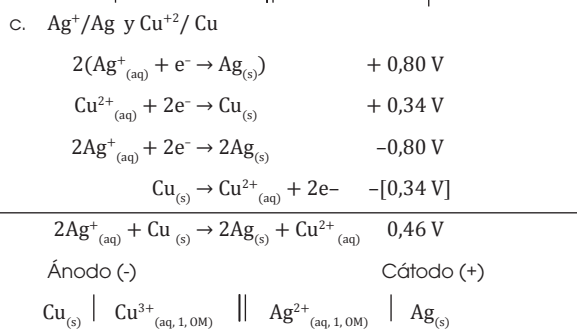 c. Ag⁺/Ag y Cu⁺²/ Cu
2(Ag⁺₍aq₎ + e⁻ → Ag₍s₎) + 0,80 V
Cu²⁺₍aq₎ + 2e⁻ → Cu₍s₎ + 0,34 V
2Ag⁺₍aq₎ + 2e⁻ → 2Ag₍s₎ –0,80 V
Cu₍s₎ → Cu²⁺₍aq₎ + 2e– –[0,34 V]
2Ag⁺₍aq₎ + Cu ₍s₎ → 2Ag₍s₎ + Cu²⁺₍aq₎ 0,46 V
Ánodo (-) Cátodo (+)
Cu₍s₎ | Cu³⁺₍aq, 1, 0M₎ || Ag²⁺₍aq, 1, 0M₎ | Ag₍s₎